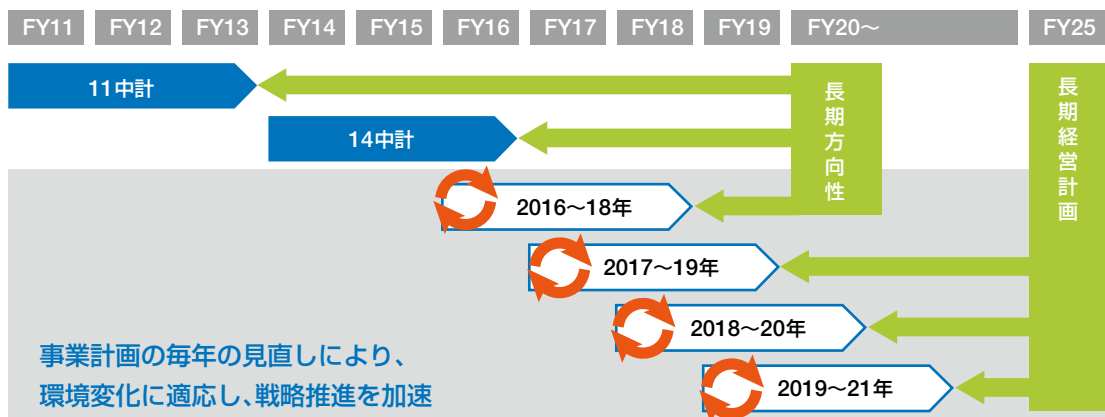 FY11 FY12 FY13 FY14 FY15 FY16 FY17 FY18 FY19 FY20〜 FY25
11中計
長期方向性
長期経営計画
14中計
2016〜18年
2017〜19年
2018〜20年
2019〜21年
事業計画の毎年の見直しにより、
環境変化に適応し、戦略推進を加速